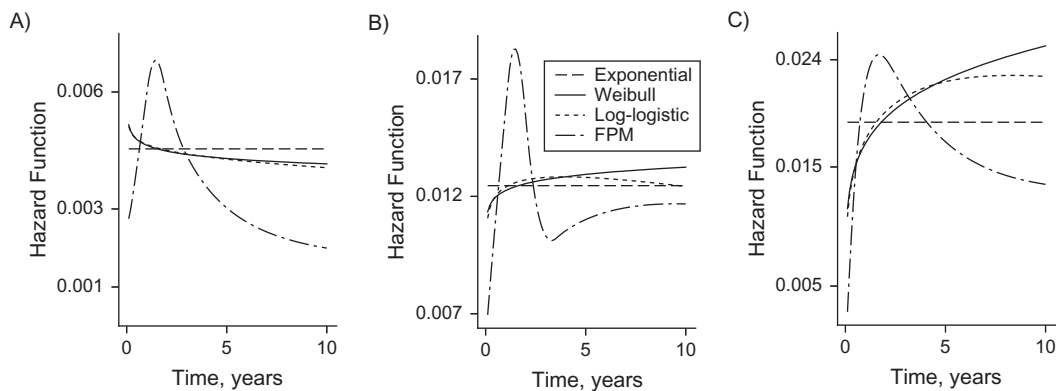 A)
Hazard Function
0.006
0.003
0.001
0
5
10
Time, years
B)
Hazard Function
0.017
0.012
0.007
Exponential
Weibull
Log-logistic
FPM
0
5
10
Time, years
C)
Hazard Function
0.024
0.015
0.005
0
5
10
Time, years